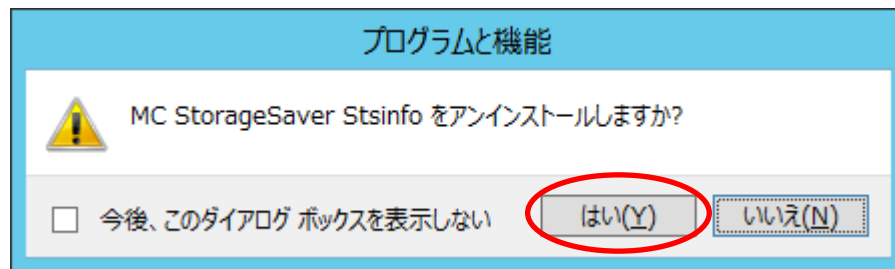 プログラムと機能
MC StorageSaver Stsinfo をアンインストールしますか?
今後、このダイアログ ボックスを表示しない はい(Y) いいえ(N)